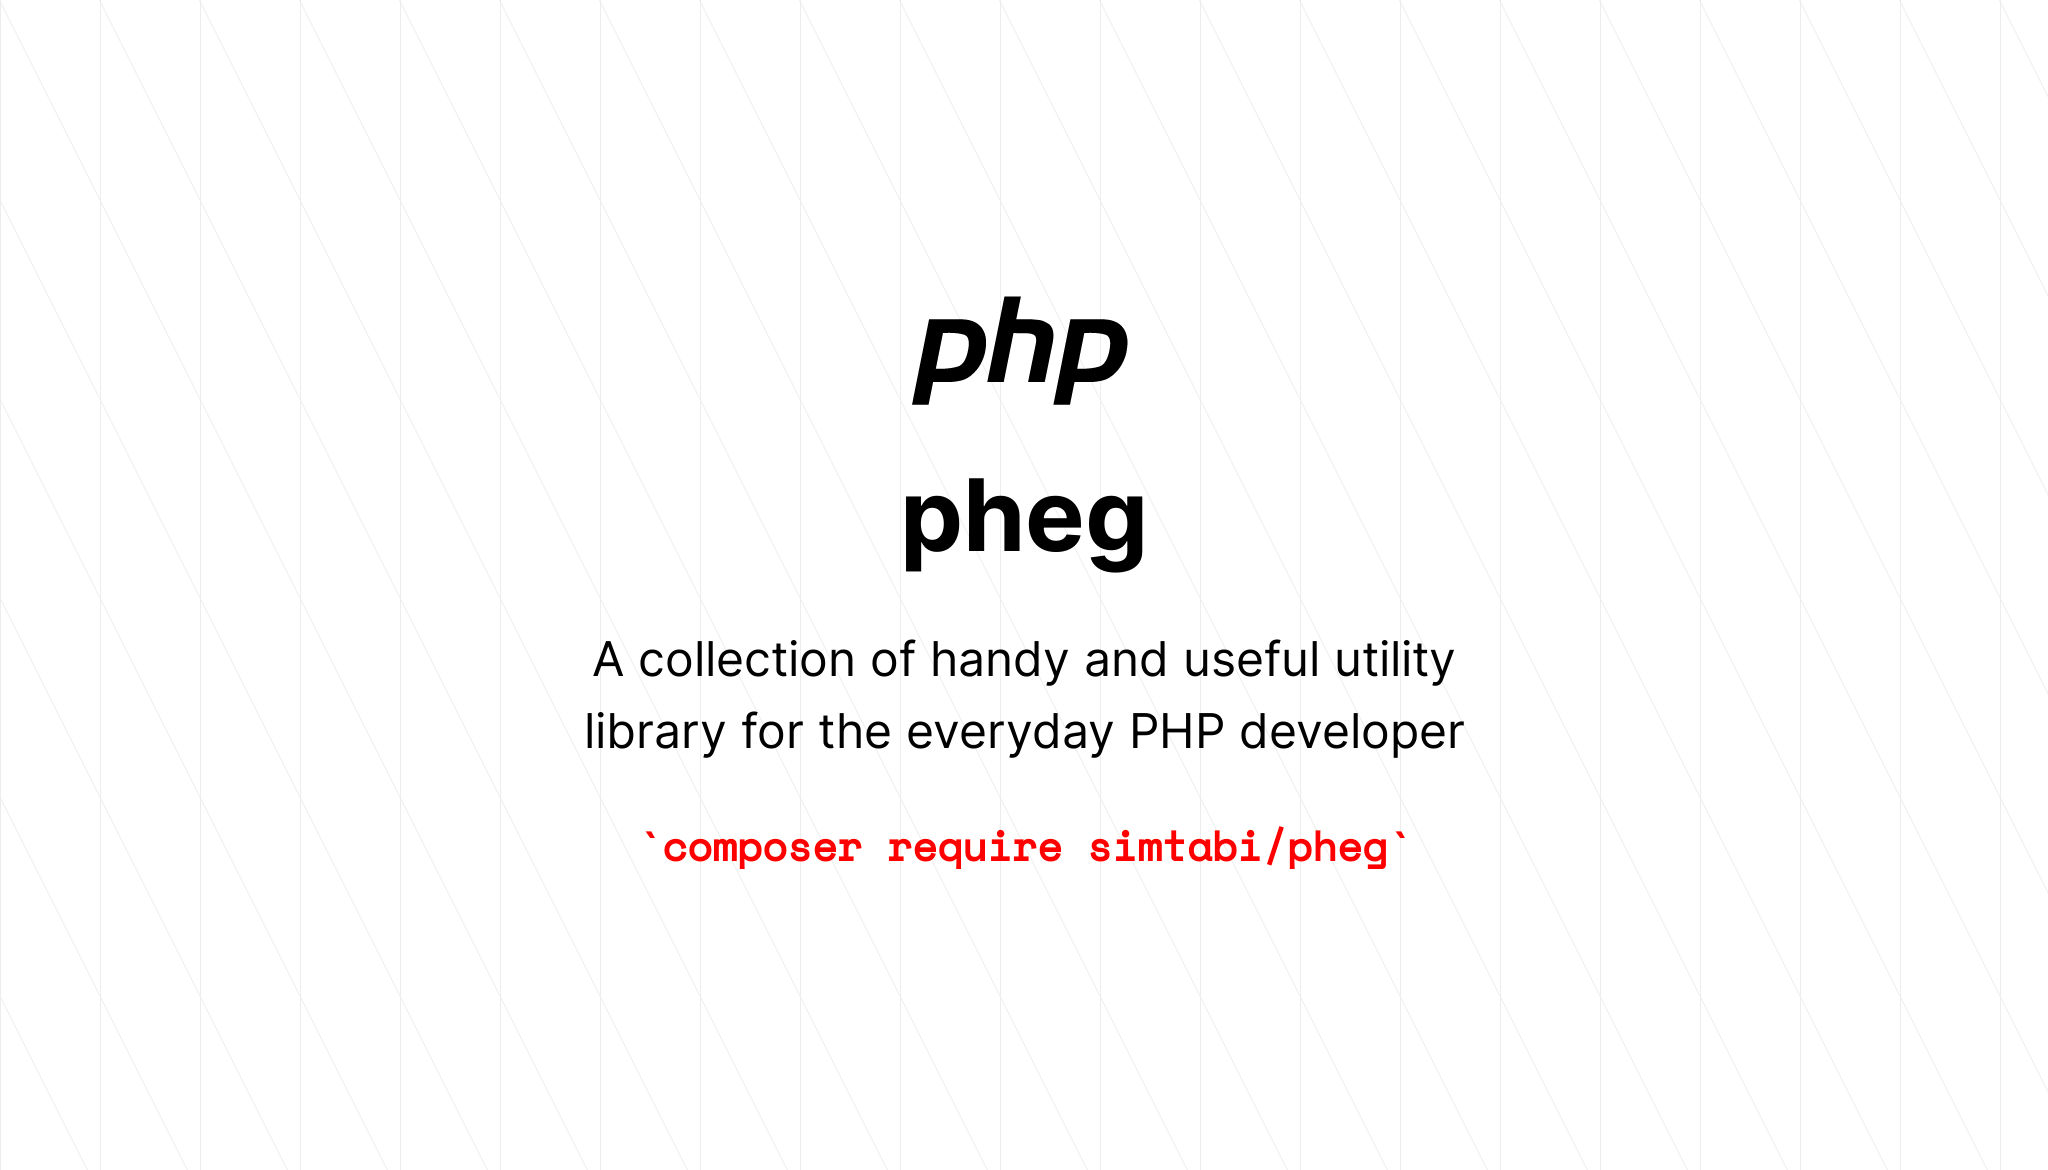 php
pheg
A collection of handy and useful utility
library for the everyday PHP developer
`composer require simtabi/pheg`